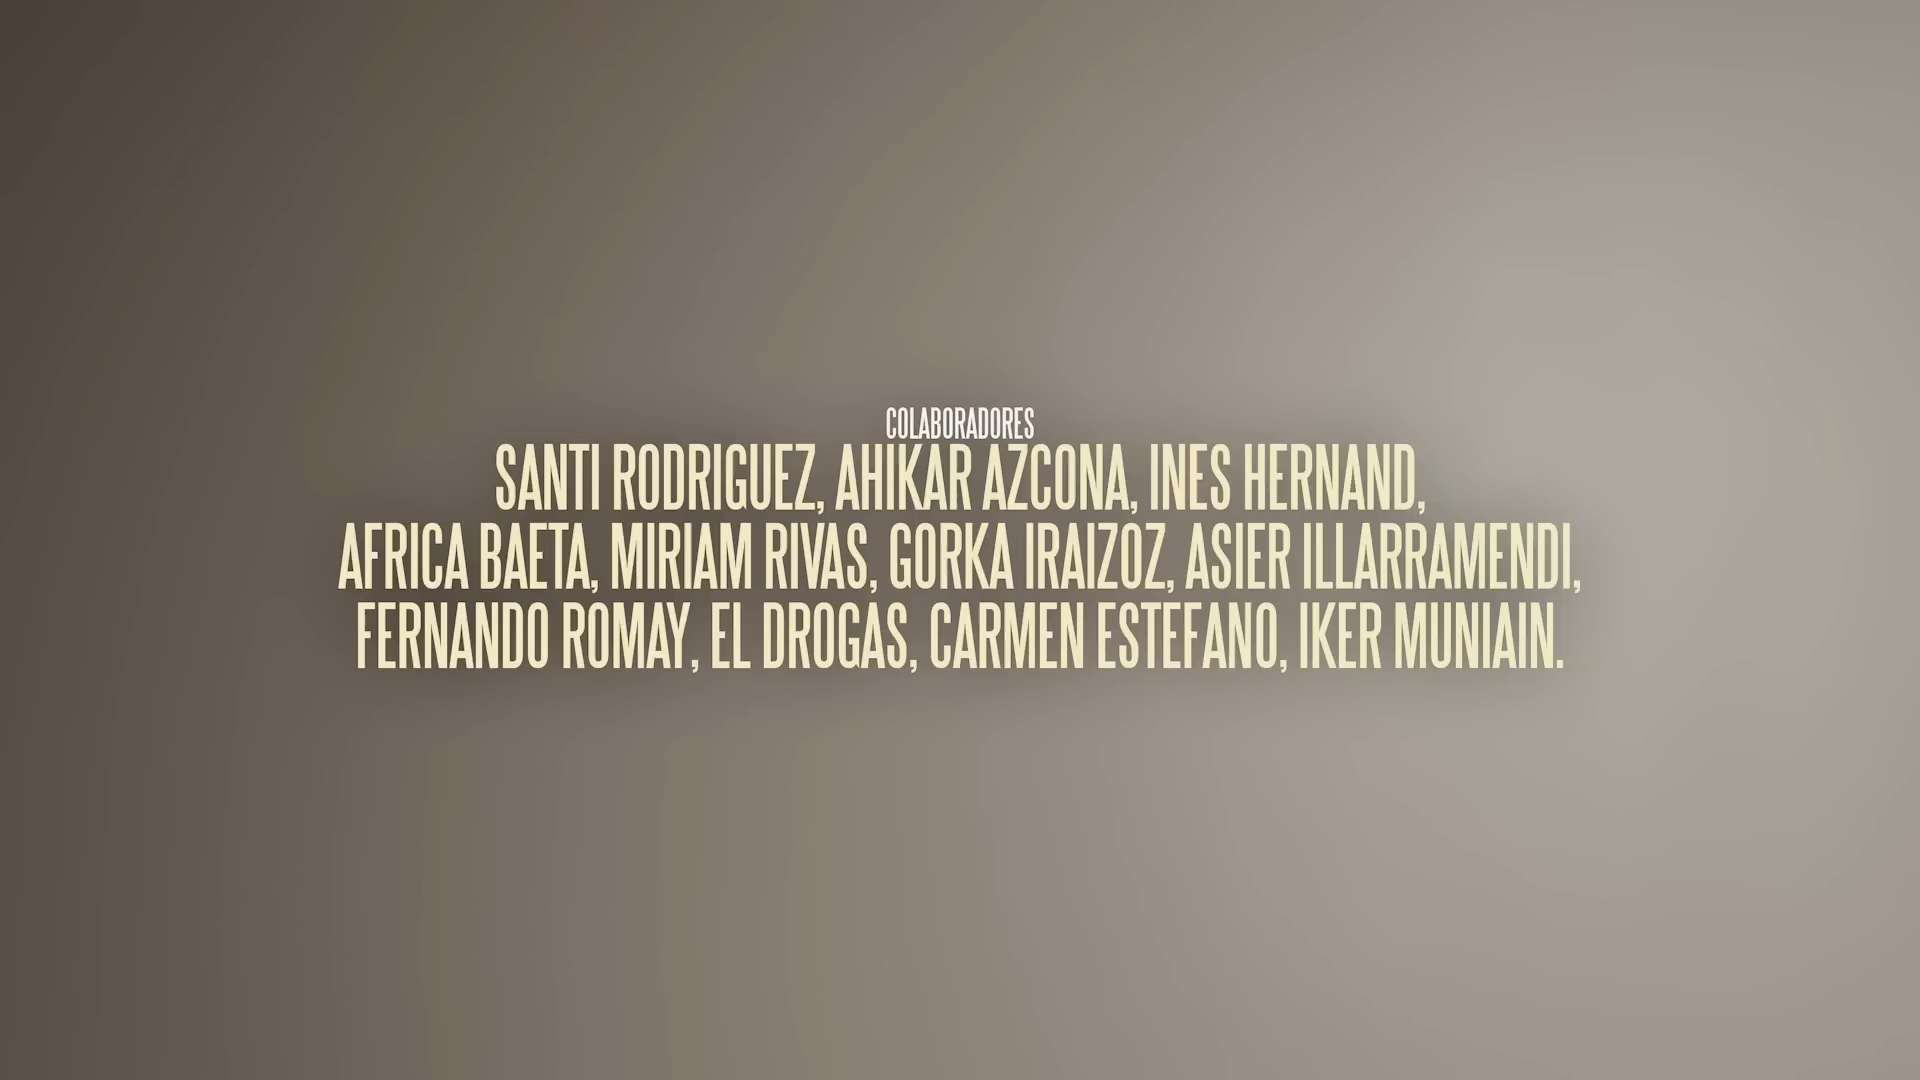 COLABORADORES
SANTI RODRIGUEZ, AHIKAR AZCONA, INES HERNAND,
AFRICA BAETA, MIRIAM RIVAS, GORKA IRAIZOZ, ASIER ILLARRAMENDI,
FERNANDO ROMAY, EL DROGAS, CARMEN ESTEFANO, IKER MUNIAIN.